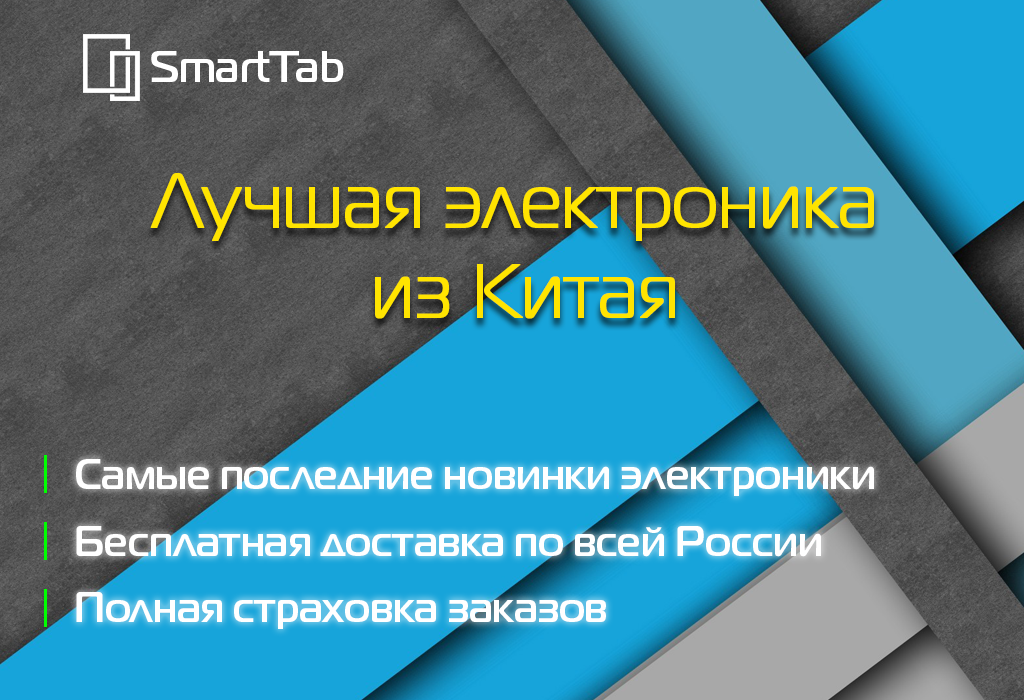 SmartTab
Лучшая электроника
из Китая
Самые последние новинки электроники
Бесплатная доставка по всей России
Полная страховка заказов